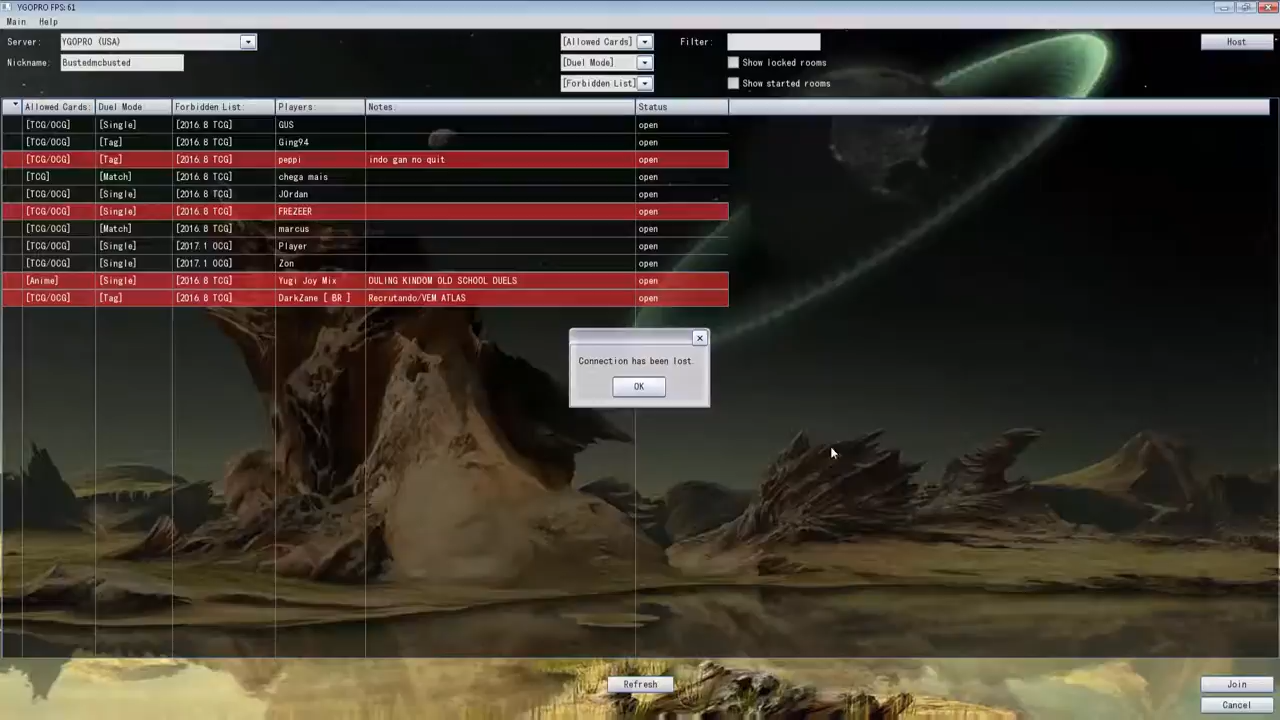 YGOPRO FPS: 61
Main Help
Server: YGOPRO (USA) [Allowed Cards] Filter: Host
Nickname: Bustedmcbusted [Duel Mode] Show locked rooms
[Forbidden List] Show started rooms
Allowed Cards: Duel Mode Forbidden List: Players: Notes: Status
[TCG/OCG] [Single] [2016.8 TCG] GUS open
[TCG/OCG] [Tag] [2016.8 TCG] Ging94 open
[TCG/OCG] [Tag] [2016.8 TCG] peppi indo gan no quit open
[TCG] [Match] [2016.8 TCG] chega mais open
[TCG/OCG] [Single] [2016.8 TCG] JOrdan open
[TCG/OCG] [Single] [2016.8 TCG] FREZEER open
[TCG/OCG] [Match] [2016.8 TCG] marcus open
[TCG/OCG] [Single] [2017.1 OCG] Player open
[TCG/OCG] [Single] [2017.1 OCG] Zon open
[Anime] [Single] [2016.8 TCG] Yugi Joy Mix DULING KINDOM OLD SCHOOL DUELS open
[TCG/OCG] [Tag] [2016.8 TCG] DarkZane [ BR ] Recrutando/VEM ATLAS open
Connection has been lost.
OK
Refresh Join
Cancel